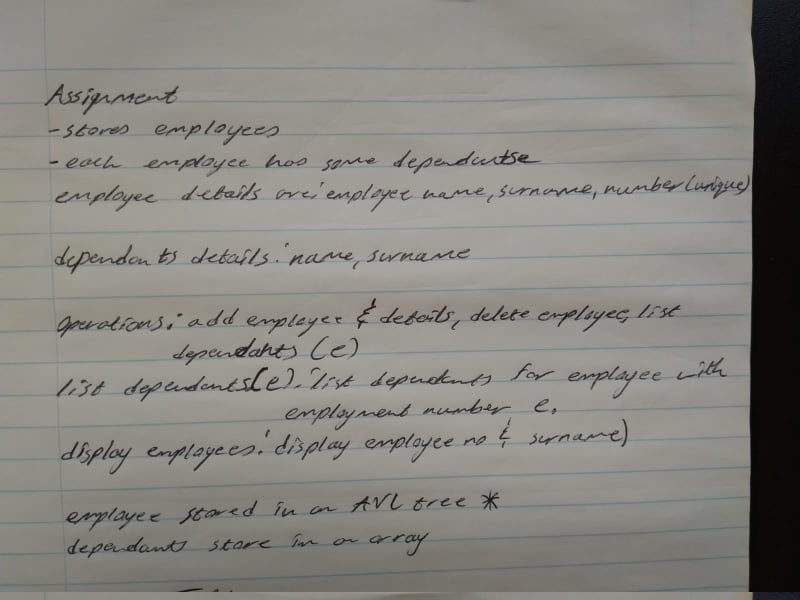 Assignment
- stores employees
- each employee has some dependantse
employee details are: employee name, surname, number (unique)
dependants details: name, surname
operations: add employee & details, delete employee, list
dependants (e)
list dependants(e): list dependants for employee with
employment number e.
display employees: display employee no & surname)
employee stored in an AVL tree *
dependants store in an array